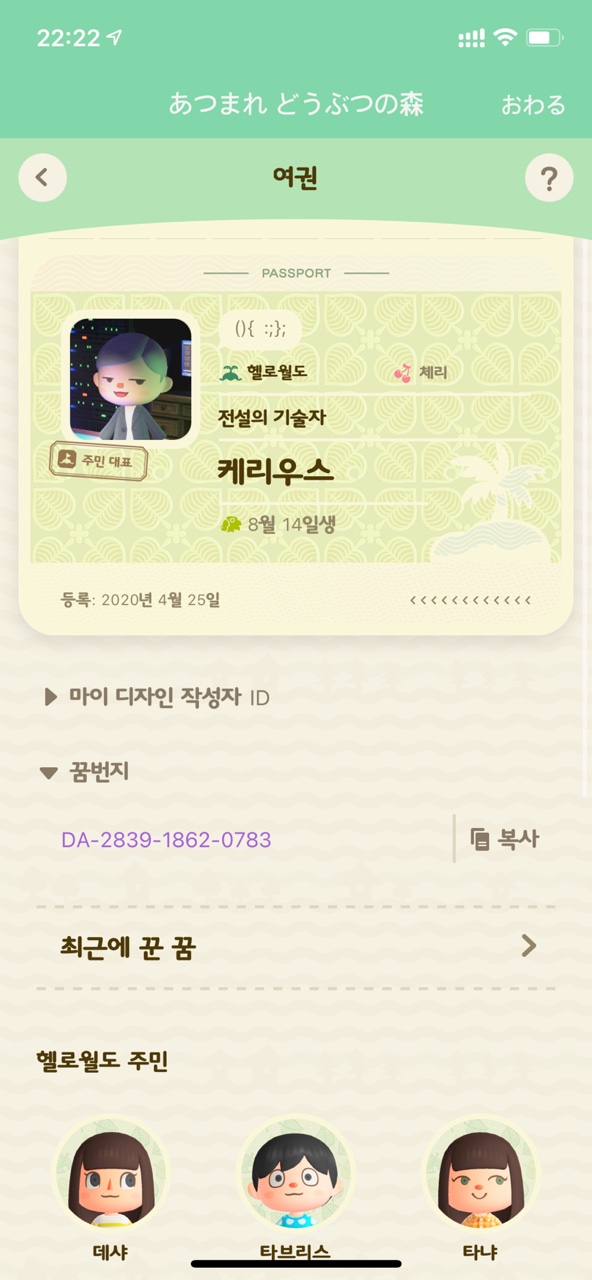 22:22
あつまれ どうぶつの森
おわる
여권
?
PASSPORT
(){ :;};
헬로월도
체리
전설의 기술자
케리우스
주민 대표
8월 14일생
등록: 2020년 4월 25일
<<<<<<<<<<<<
마이 디자인 작성자 ID
꿈번지
DA-2839-1862-0783
복사
최근에 꾼 꿈
헬로월도 주민
데샤
타브리스
타냐